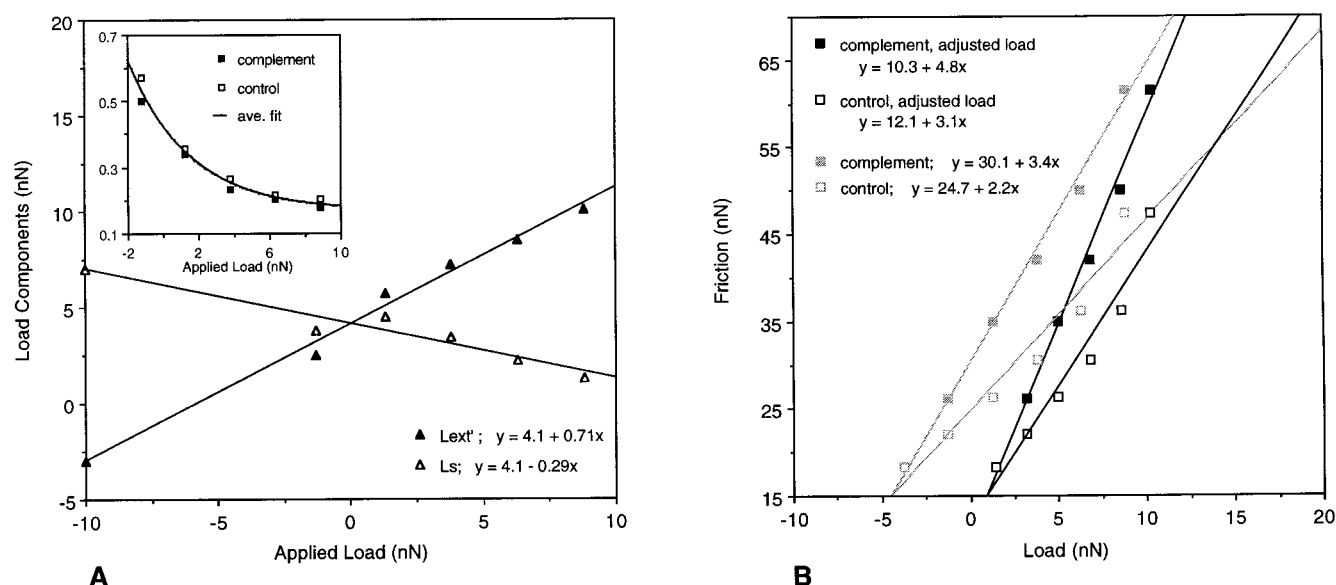 20
15
10
5
0
-5
-10
-5
0
5
10
Load Components (nN)
Applied Load (nN)
0.7
0.5
0.3
0.1
-2
2
6
10
Applied Load (nN)
complement
control
ave. fit
Lext' ; y = 4.1 + 0.71x
Ls; y = 4.1 - 0.29x
A
65
55
45
35
25
15
-10
-5
0
5
10
15
20
Friction (nN)
Load (nN)
complement, adjusted load
y = 10.3 + 4.8x
control, adjusted load
y = 12.1 + 3.1x
complement; y = 30.1 + 3.4x
control; y = 24.7 + 2.2x
B